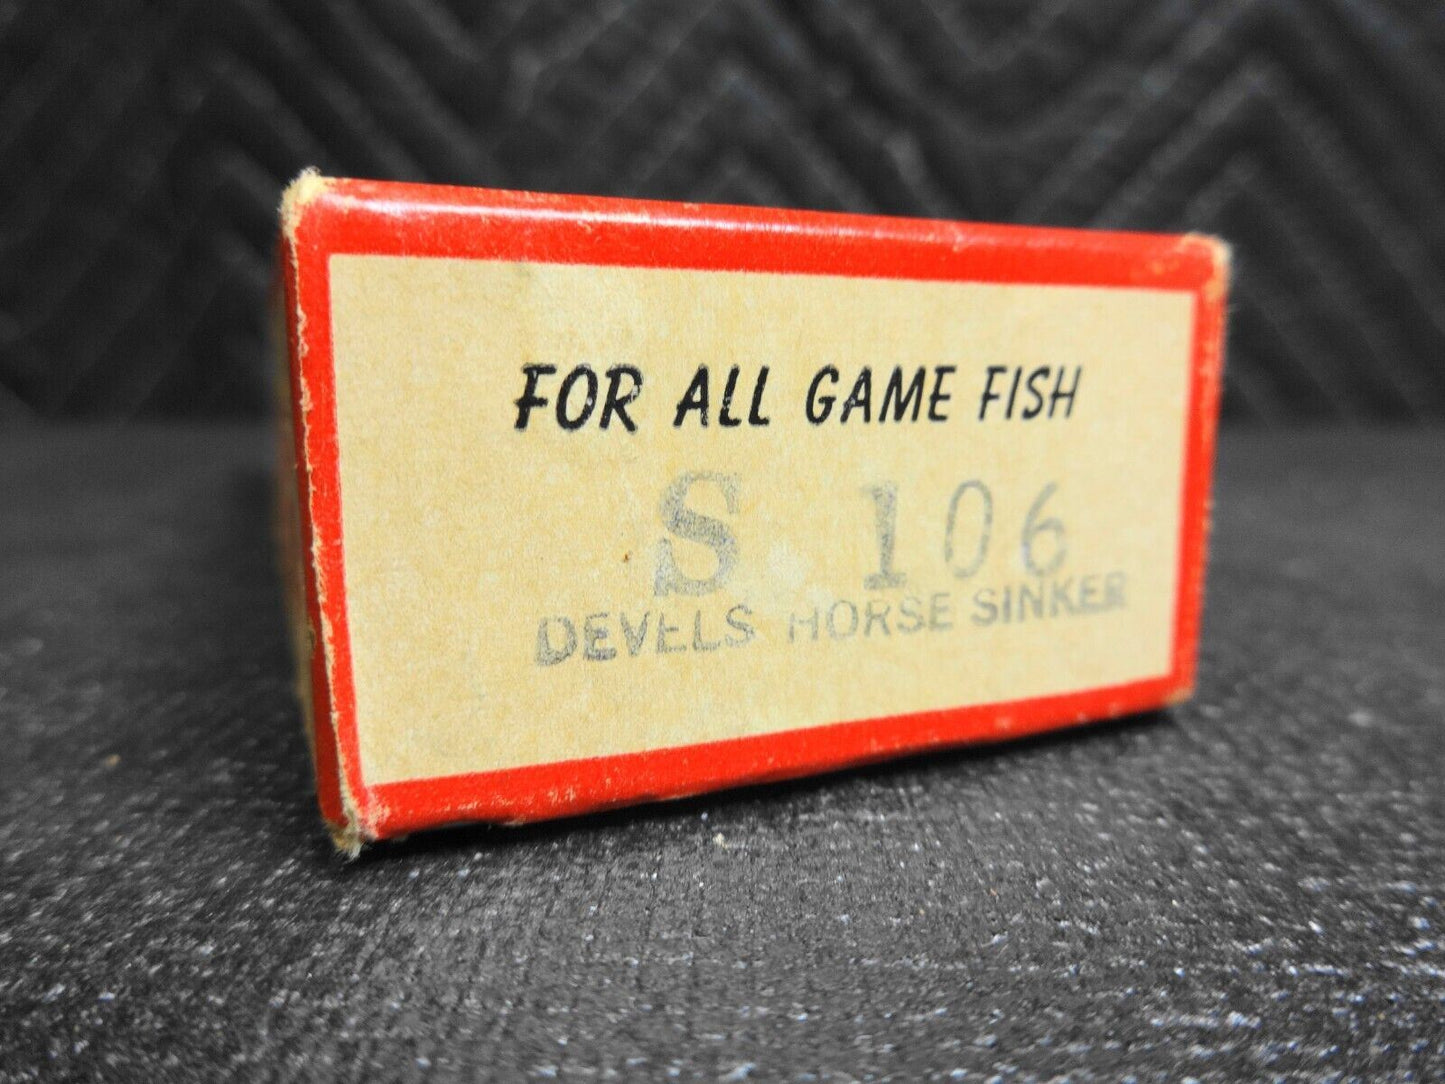 FOR ALL GAME FISH
S 106
DEVELS HORSE SINKER